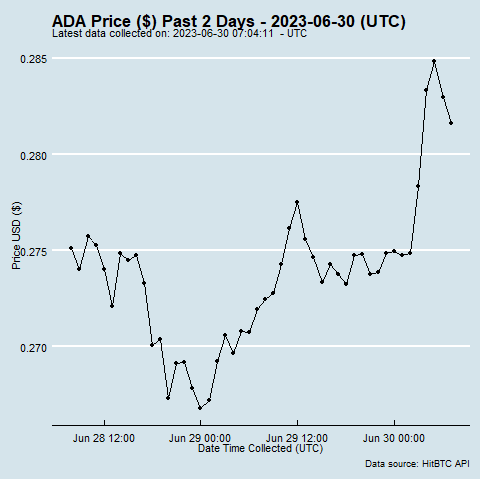 ADA Price ($) Past 2 Days - 2023-06-30 (UTC)
Latest data collected on: 2023-06-30 07:04:11 - UTC
0.285
0.280
0.275
0.270
Price USD ($)
Jun 28 12:00 Jun 29 00:00 Jun 29 12:00 Jun 30 00:00
Date Time Collected (UTC)
Data source: HitBTC API